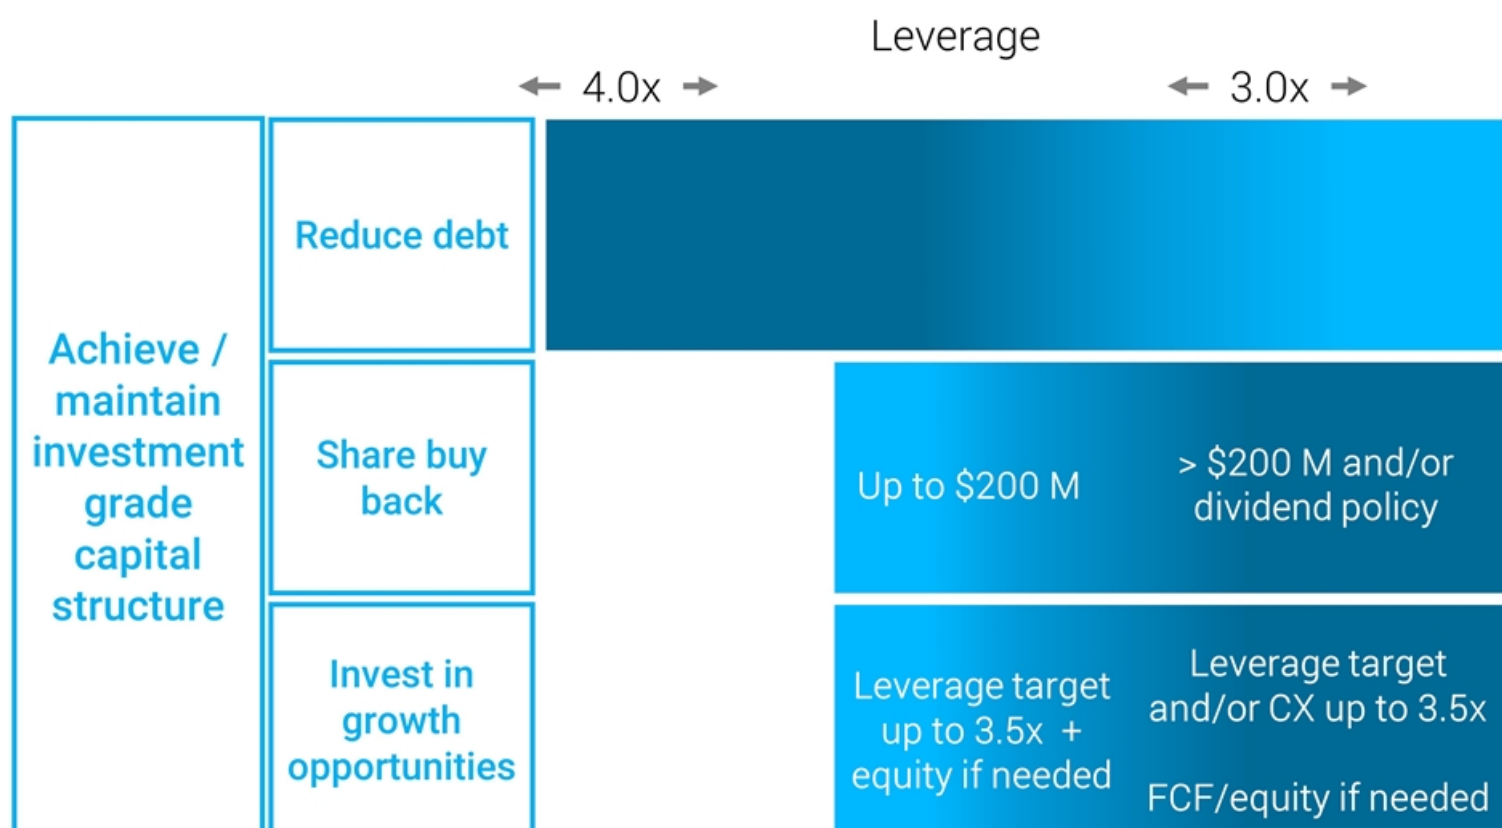 Leverage
4.0x
3.0x
Achieve /
maintain
investment
grade
capital
structure
Reduce debt
Share buy
back
Up to $200 M
> $200 M and/or
dividend policy
Invest in
growth
opportunities
Leverage target
up to 3.5x +
equity if needed
Leverage target
and/or CX up to 3.5x
FCF/equity if needed